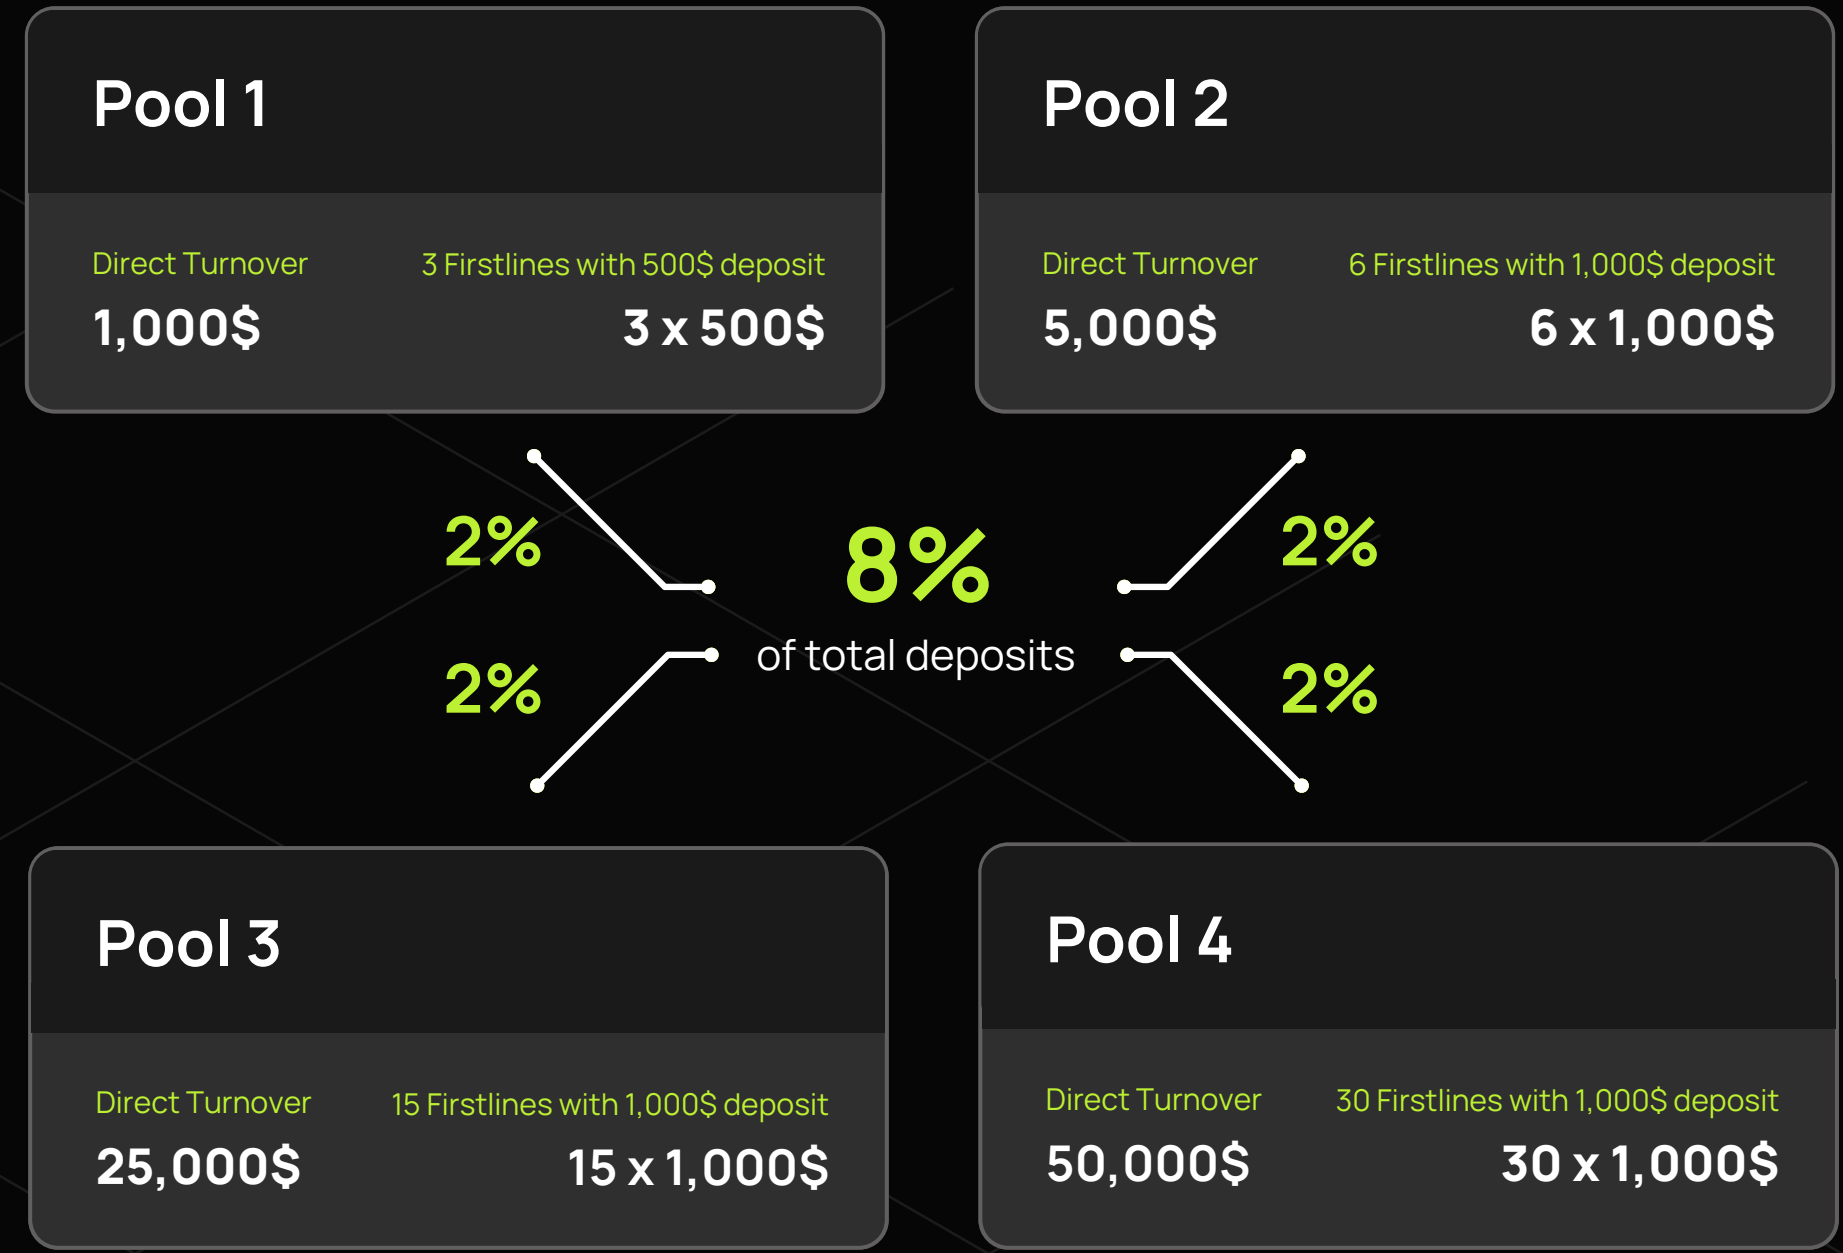 Pool 1
Direct Turnover
1,000$
3 Firstlines with 500$ deposit
3 x 500$
Pool 2
Direct Turnover
5,000$
6 Firstlines with 1,000$ deposit
6 x 1,000$
2%
8%
2%
of total deposits
2%
2%
Pool 3
Direct Turnover
25,000$
15 Firstlines with 1,000$ deposit
15 x 1,000$
Pool 4
Direct Turnover
50,000$
30 Firstlines with 1,000$ deposit
30 x 1,000$